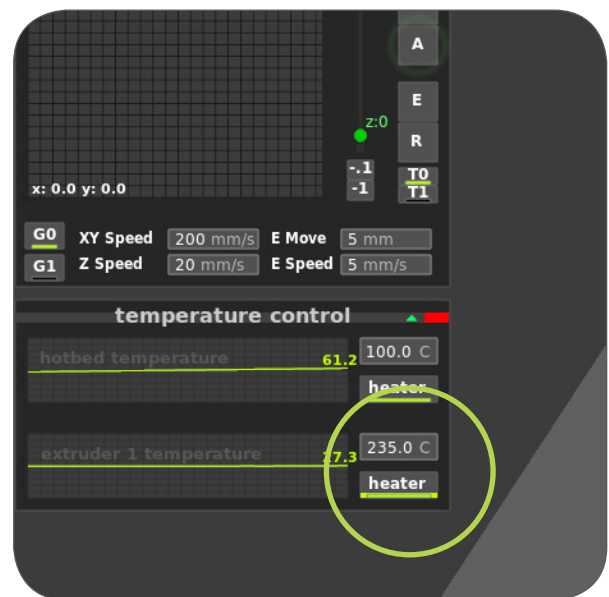 A
E
z:0
R
-.1
T0
x: 0.0 y: 0.0
-1
T1
G0 XY Speed 200 mm/s E Move 5 mm
G1 Z Speed 20 mm/s E Speed 5 mm/s
temperature control
hotbed temperature 61.2 100.0 C
heater
extruder 1 temperature 27.3 235.0 C
heater